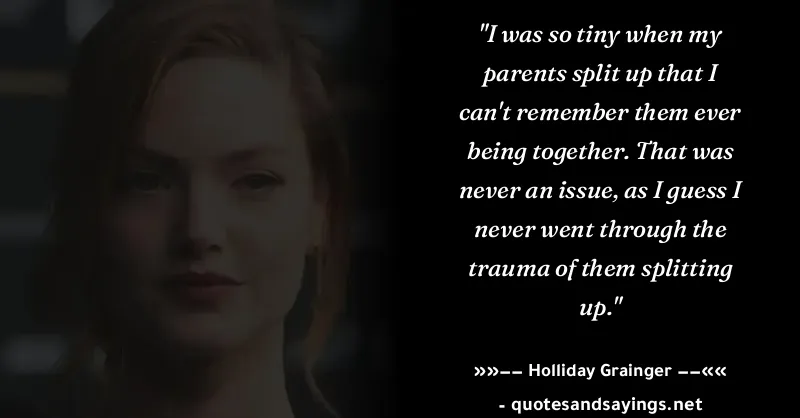 "I was so tiny when my
parents split up that I
can't remember them ever
being together. That was
never an issue, as I guess I
never went through the
trauma of them splitting
up."
»»–– Holliday Grainger ––««
- quotesandsayings.net